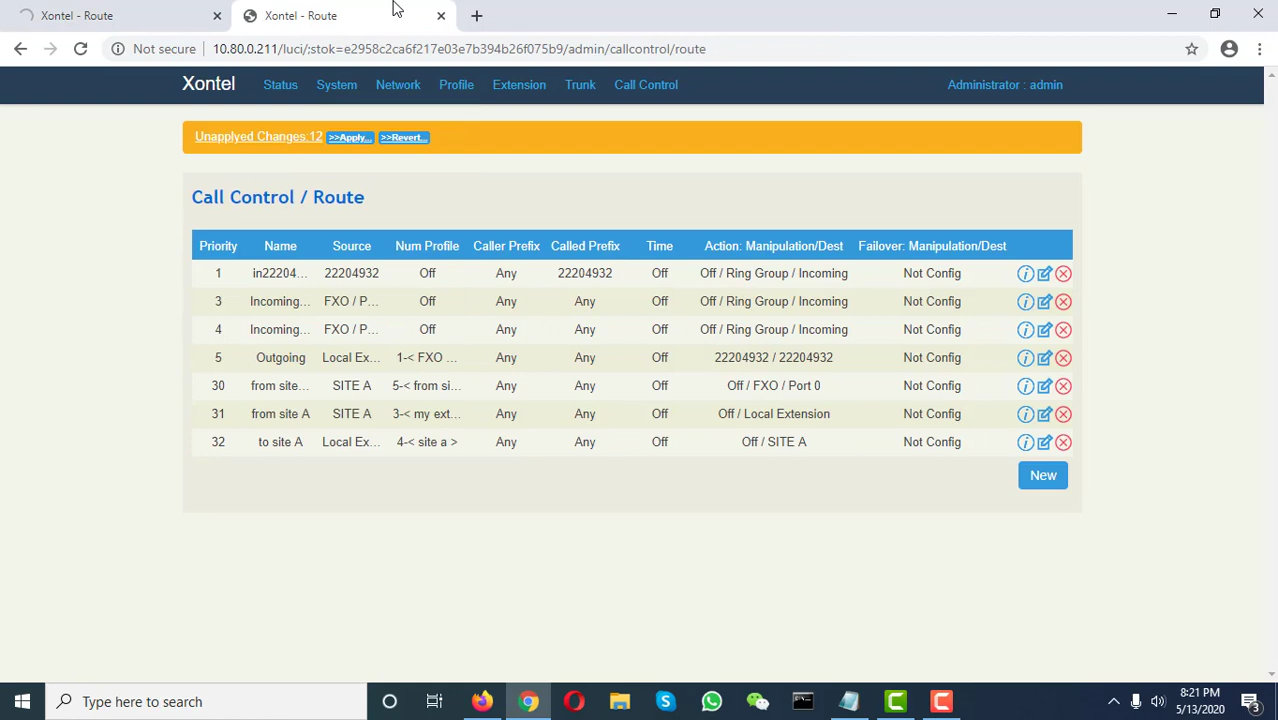 Xontel - Route
Xontel - Route
Not secure
10.80.0.211/luci/;stok=e2958c2ca6f217e03e7b394b26f075b9/admin/callcontrol/route
Xontel Status System Network Profile Extension Trunk Call Control Administrator : admin
Unapplyed Changes:12 >>Apply... >>Revert...
Call Control / Route
Priority Name Source Num Profile Caller Prefix Called Prefix Time Action: Manipulation/Dest Failover: Manipulation/Dest
1 in22204... 22204932 Off Any 22204932 Off Off / Ring Group / Incoming Not Config
3 Incoming... FXO / P... Off Any Any Off Off / Ring Group / Incoming Not Config
4 Incoming... FXO / P... Off Any Any Off Off / Ring Group / Incoming Not Config
5 Outgoing Local Ex... 1-< FXO ... Any Any Off 22204932 / 22204932 Not Config
30 from site... SITE A 5-< from si... Any Any Off Off / FXO / Port 0 Not Config
31 from site A SITE A 3-< my ext... Any Any Off Off / Local Extension Not Config
32 to site A Local Ex... 4-< site a > Any Any Off Off / SITE A Not Config
New
Type here to search
8:21 PM
5/13/2020
3